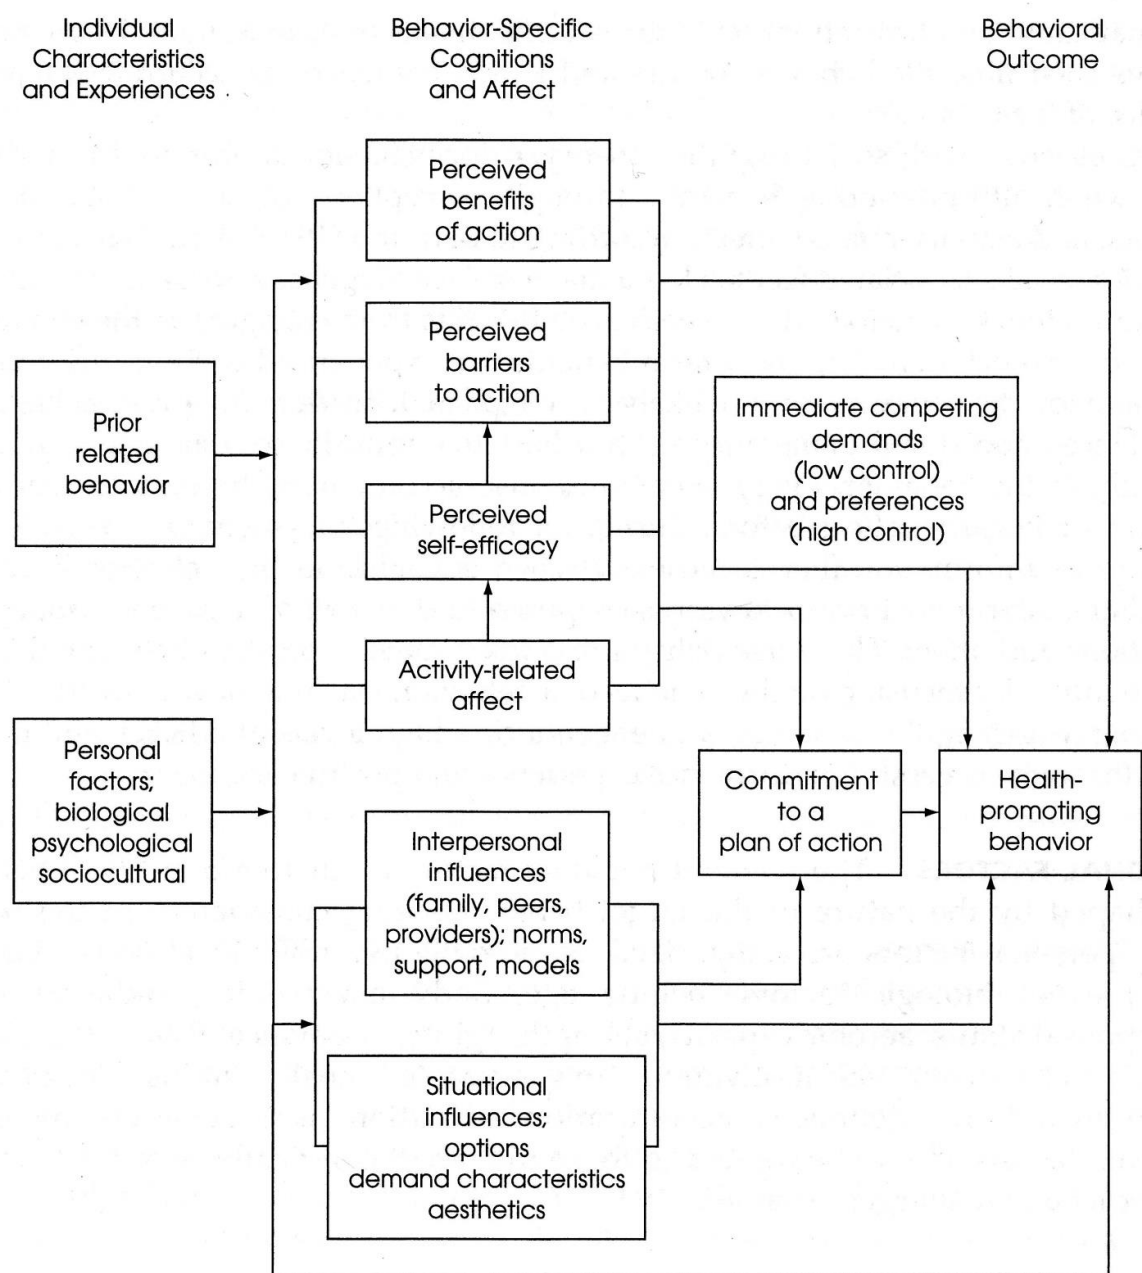 Individual
Characteristics
and Experiences
Behavior-Specific
Cognitions
and Affect
Behavioral
Outcome
Perceived
benefits
of action
Perceived
barriers
to action
Prior
related
behavior
Immediate competing
demands
(low control)
and preferences
(high control)
Perceived
self-efficacy
Activity-related
affect
Personal
factors;
biological
psychological
sociocultural
Commitment
to a
plan of action
Health-
promoting
behavior
Interpersonal
influences
(family, peers,
providers); norms,
support, models
Situational
influences;
options
demand characteristics
aesthetics